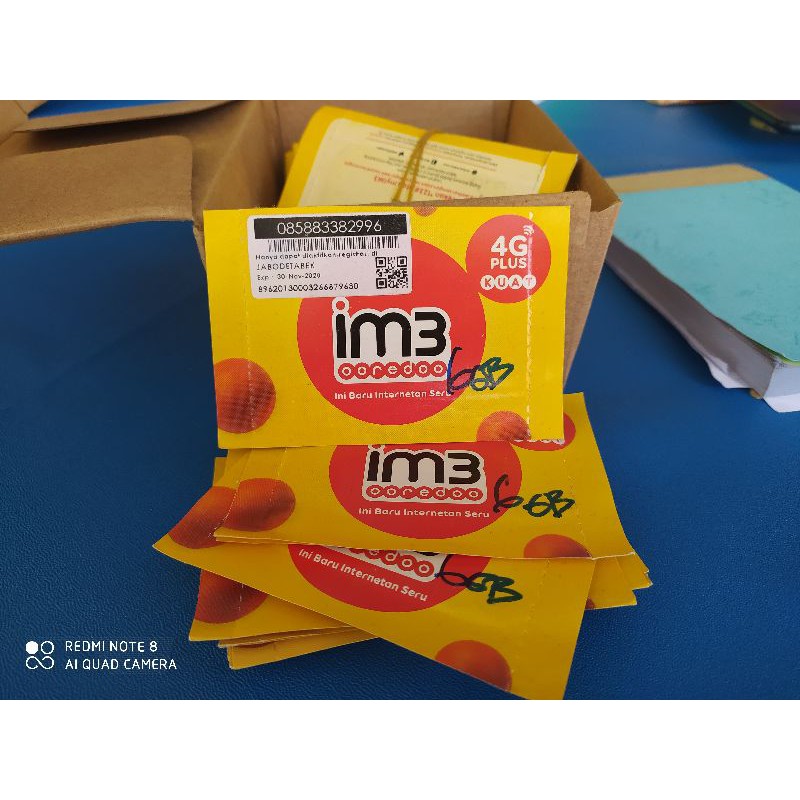 085883382996
Hanya dapat diaktifkan/registrasi di
JABODETABEK
Exp : 30-Nov-2020
89620130003266879630
4G
PLUS
KUAT
im3
ooredoo
6GB
Ini Baru Internetan Seru
im3
ooredoo
6GB
Ini Baru Internetan Seru
ooredoo
6GB
Ini Baru Internetan Seru
REDMI NOTE 8
AI QUAD CAMERA